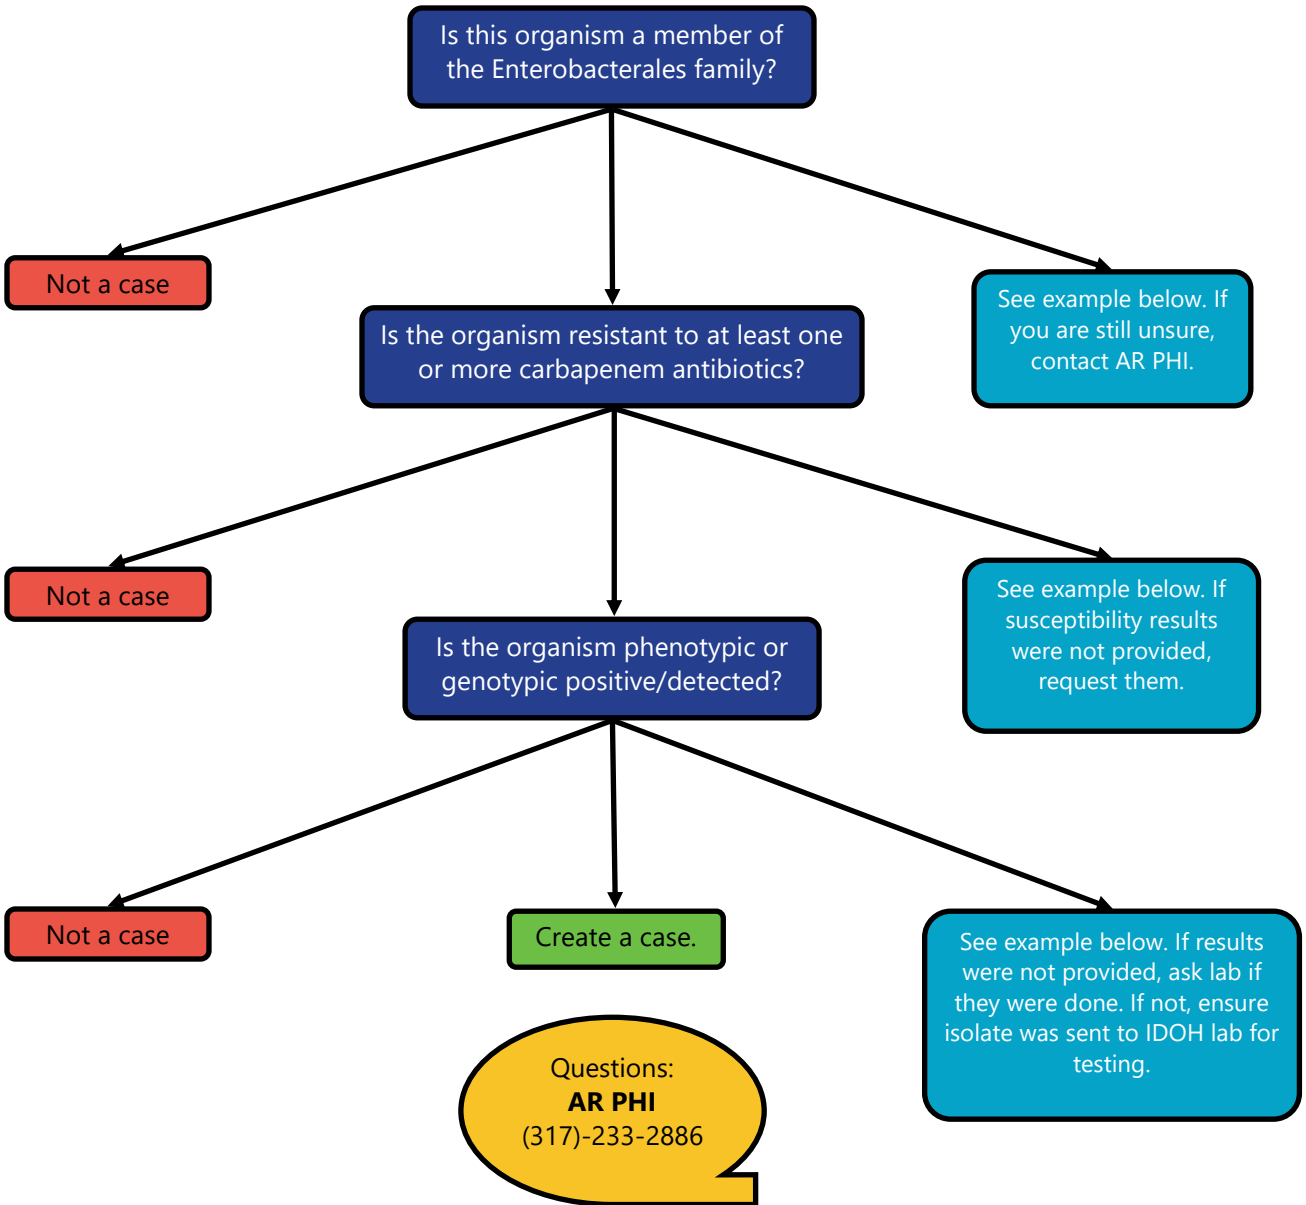 Is this organism a member of
the Enterobacterales family?
Not a case
See example below. If
you are still unsure,
contact AR PHI.
Is the organism resistant to at least one
or more carbapenem antibiotics?
Not a case
See example below. If
susceptibility results
were not provided,
request them.
Is the organism phenotypic or
genotypic positive/detected?
Not a case
Create a case.
See example below. If results
were not provided, ask lab if
they were done. If not, ensure
isolate was sent to IDOH lab for
testing.
Questions:
AR PHI
(317)-233-2886